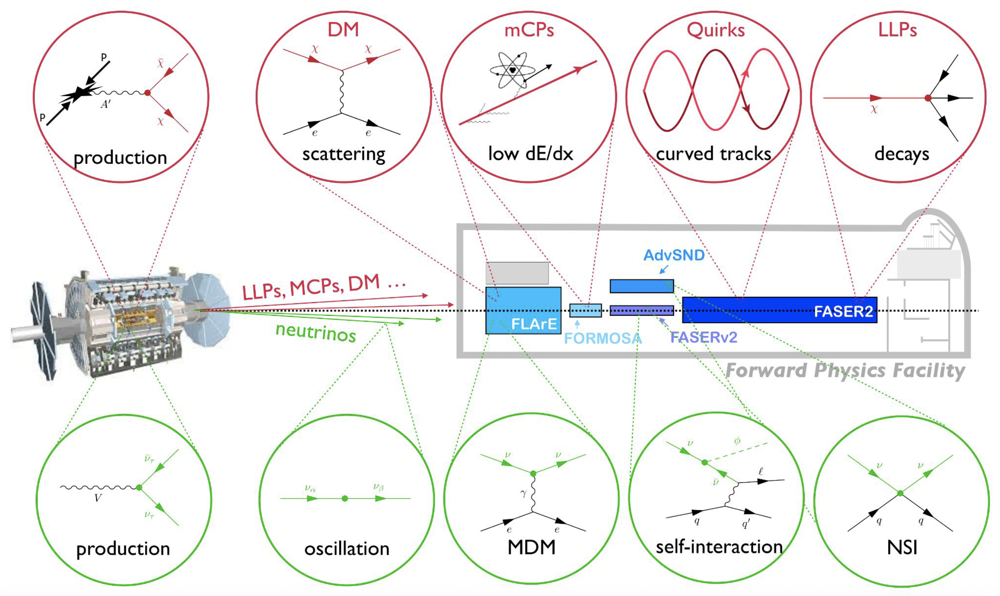 P
P
A′
χ̄
χ
production
DM
χ
χ
e
e
scattering
mCPs
low dE/dx
Quirks
curved tracks
LLPs
χ
decays
LLPs, MCPs, DM ...
neutrinos
AdvSND
FLArE
FORMOSA
FASERv2
FASER2
Forward Physics Facility
V
ν̄τ
ντ
production
να
νβ
oscillation
ν
ν
γ
e
e
MDM
ν
ϕ
ν̄
ℓ
q
q′
self-interaction
ν
ν
q
q
NSI